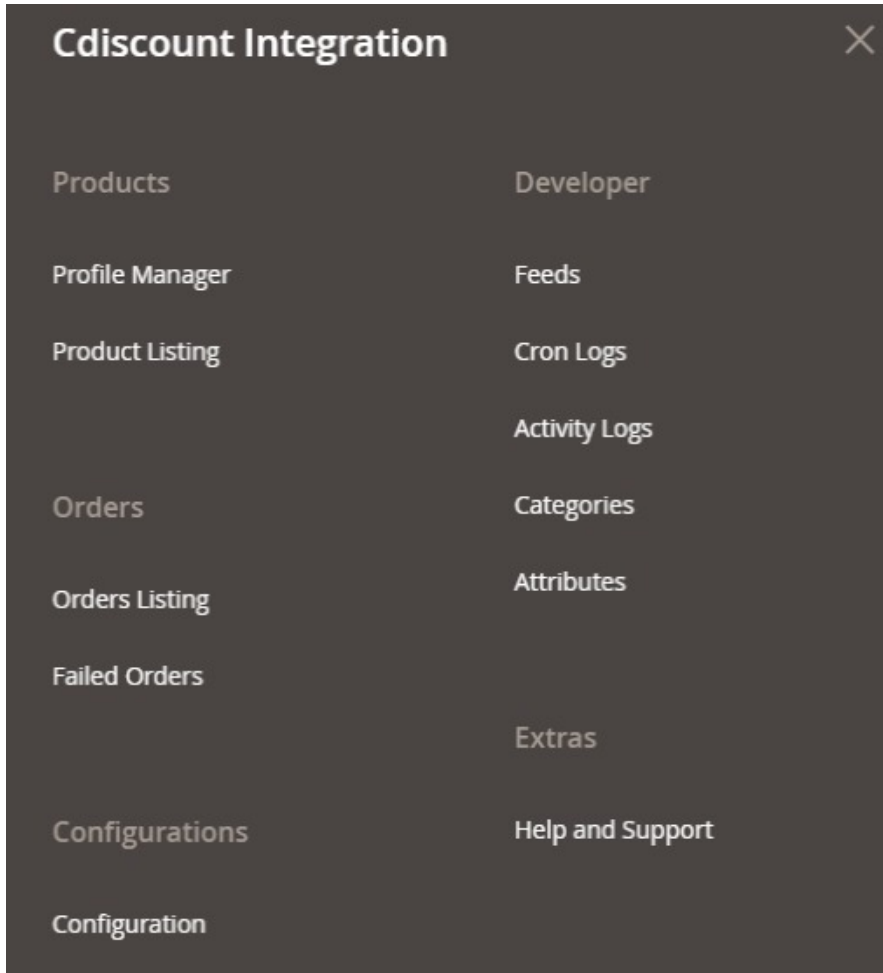 Cdiscount Integration
Products
Profile Manager
Product Listing
Orders
Orders Listing
Failed Orders
Configurations
Configuration
Developer
Feeds
Cron Logs
Activity Logs
Categories
Attributes
Extras
Help and Support